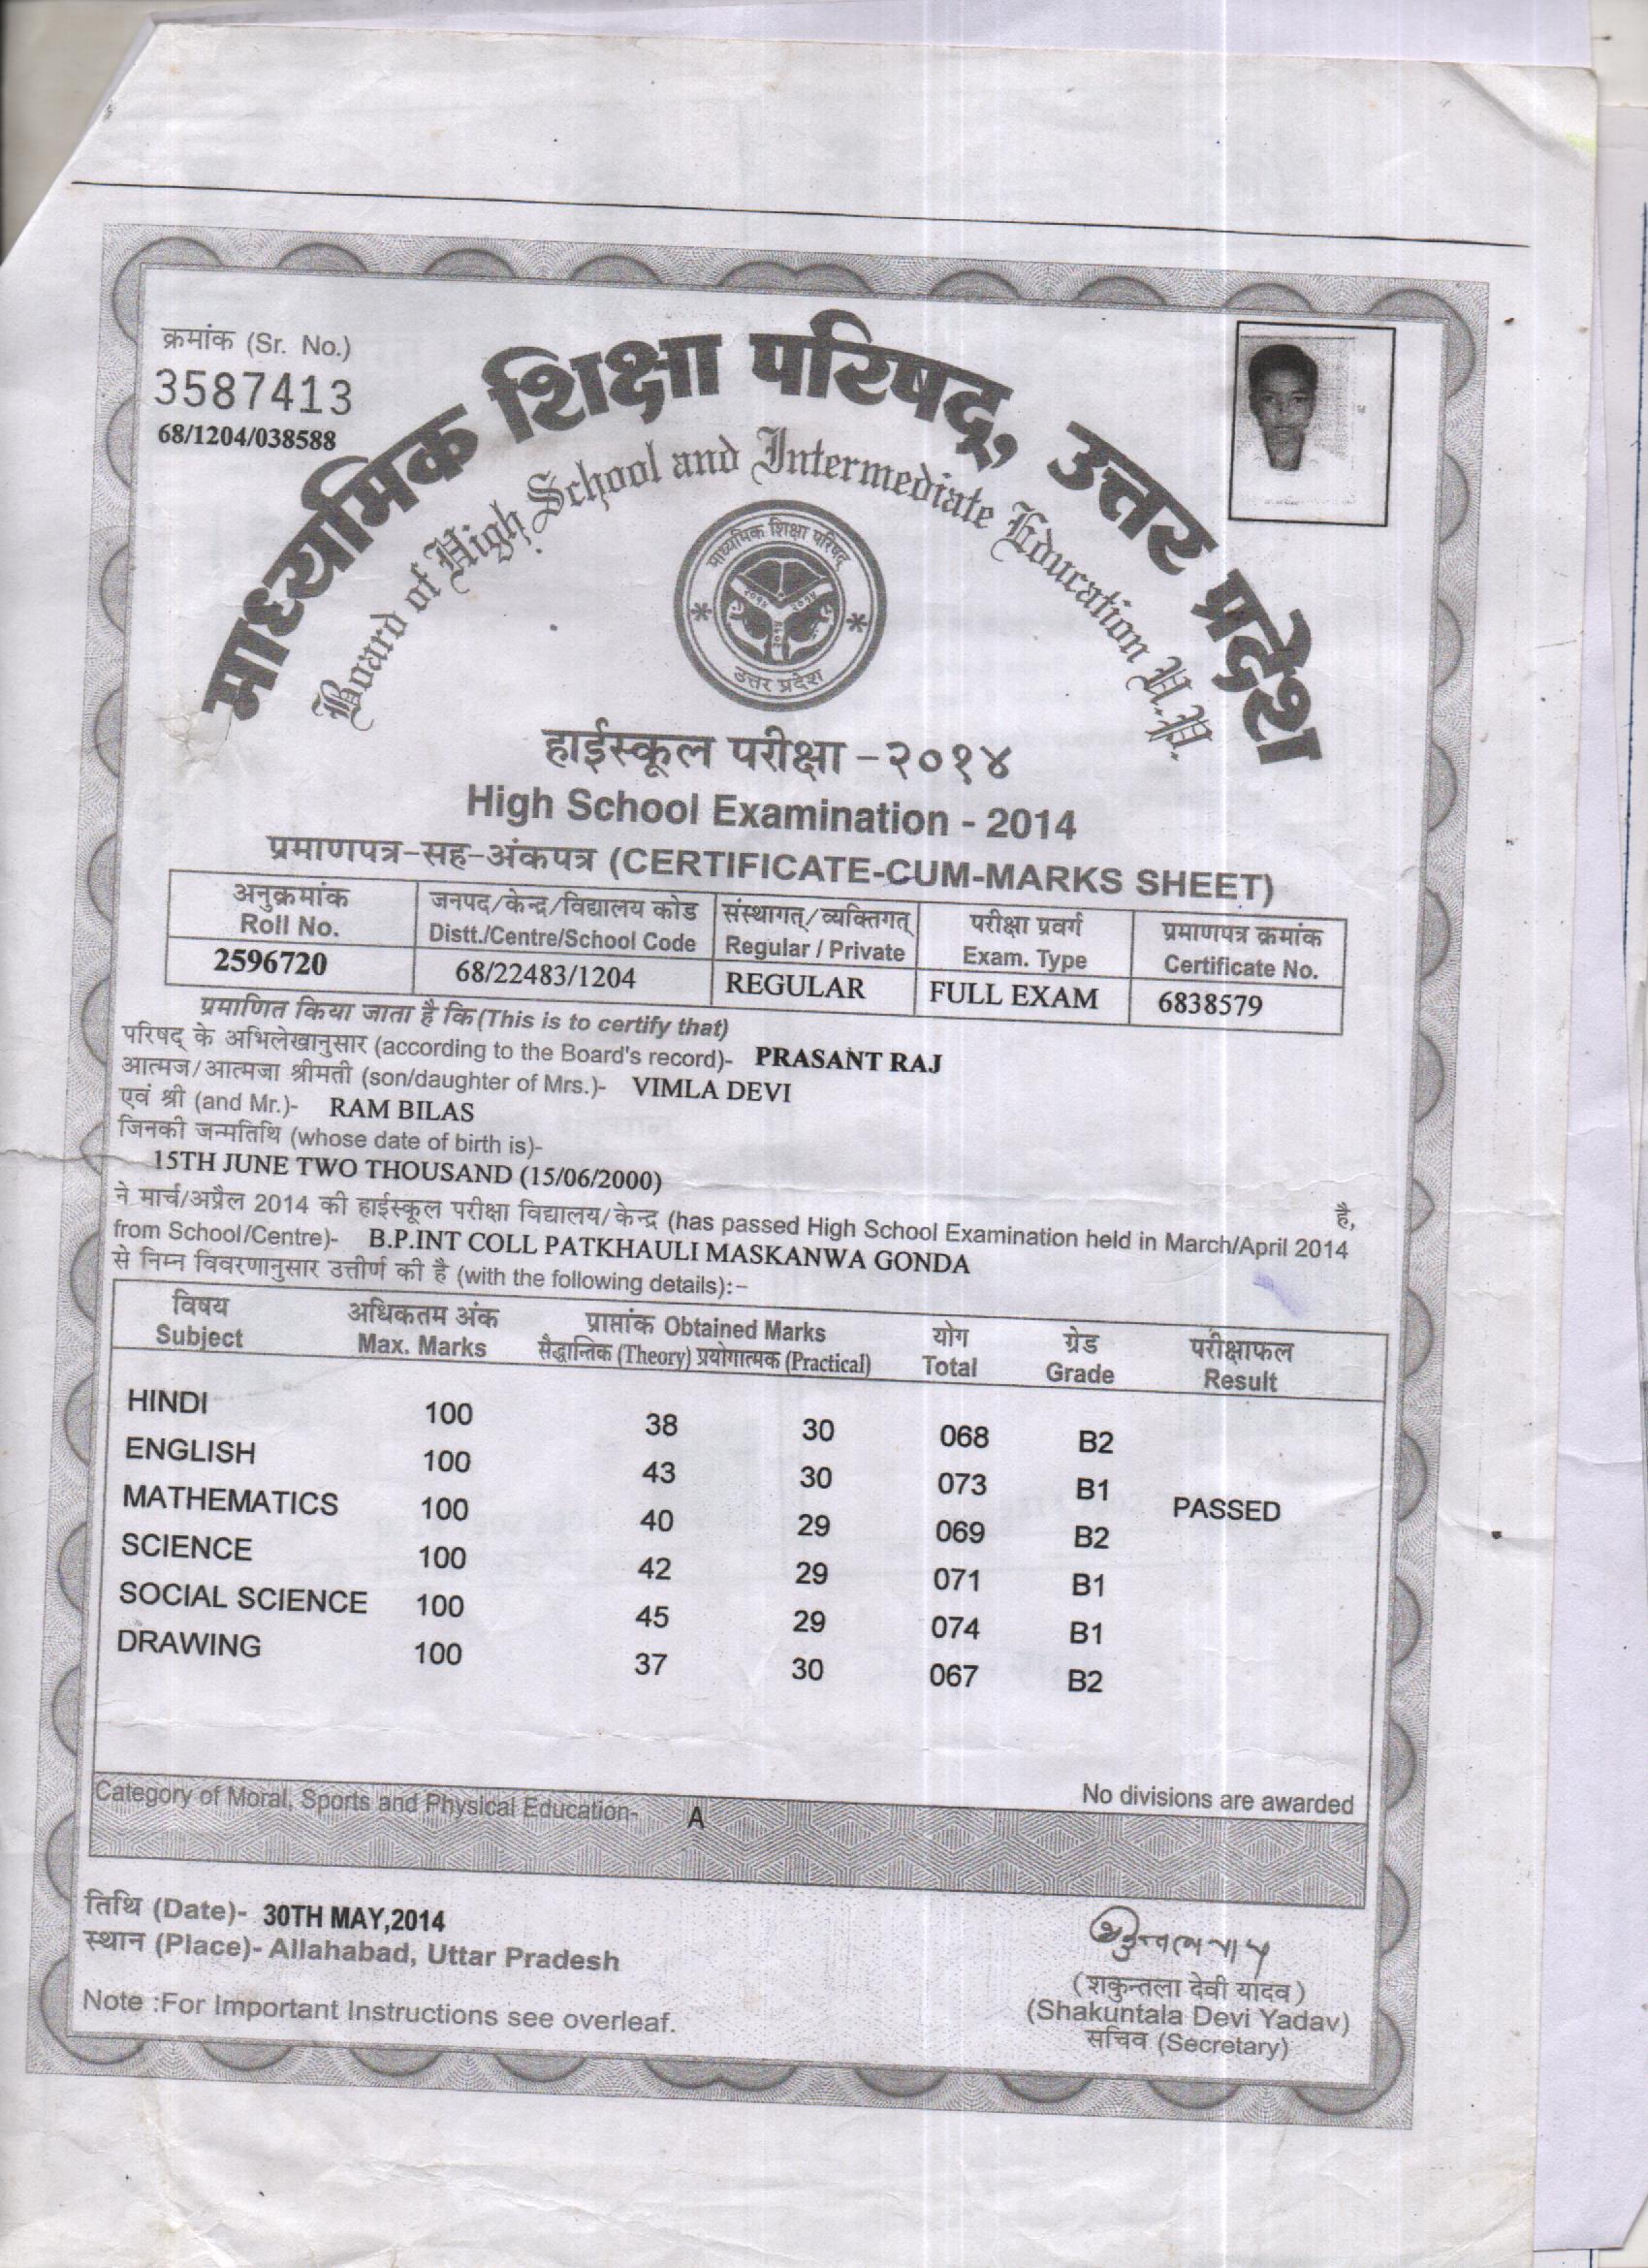 क्रमांक (Sr. No.)
3587413
68/1204/038588
माध्यमिक शिक्षा परिषद्, उत्तर प्रदेश
Board of High School and Intermediate Education U.P.
माध्यमिक शिक्षा परिषद्
उत्तर प्रदेश
हाईस्कूल परीक्षा -२०१४
High School Examination - 2014
प्रमाणपत्र-सह-अंकपत्र (CERTIFICATE-CUM-MARKS SHEET)
अनुक्रमांक जनपद/केन्द्र/विद्यालय कोड संस्थागत्/व्यक्तिगत् परीक्षा प्रवर्ग प्रमाणपत्र क्रमांक
Roll No. Distt./Centre/School Code Regular / Private Exam. Type Certificate No.
2596720 68/22483/1204 REGULAR FULL EXAM 6838579
प्रमाणित किया जाता है कि(This is to certify that)
परिषद् के अभिलेखानुसार (according to the Board's record)- PRASANT RAJ
आत्मज/आत्मजा श्रीमती (son/daughter of Mrs.)- VIMLA DEVI
एवं श्री (and Mr.)- RAM BILAS
जिनकी जन्मतिथि (whose date of birth is)-
15TH JUNE TWO THOUSAND (15/06/2000) है,
ने मार्च/अप्रैल 2014 की हाईस्कूल परीक्षा विद्यालय/केन्द्र (has passed High School Examination held in March/April 2014
from School/Centre)- B.P.INT COLL PATKHAULI MASKANWA GONDA
से निम्न विवरणानुसार उत्तीर्ण की है (with the following details):-
विषय अधिकतम अंक प्राप्तांक Obtained Marks योग ग्रेड परीक्षाफल
Subject Max. Marks सैद्धान्तिक (Theory) प्रयोगात्मक (Practical) Total Grade Result
HINDI 100 38 30 068 B2
ENGLISH 100 43 30 073 B1
MATHEMATICS 100 40 29 069 B2 PASSED
SCIENCE 100 42 29 071 B1
SOCIAL SCIENCE 100 45 29 074 B1
DRAWING 100 37 30 067 B2
Category of Moral, Sports and Physical Education- A No divisions are awarded
तिथि (Date)- 30TH MAY,2014
स्थान (Place)- Allahabad, Uttar Pradesh
(शकुन्तला देवी यादव)
(Shakuntala Devi Yadav)
सचिव (Secretary)
Note :For Important Instructions see overleaf.